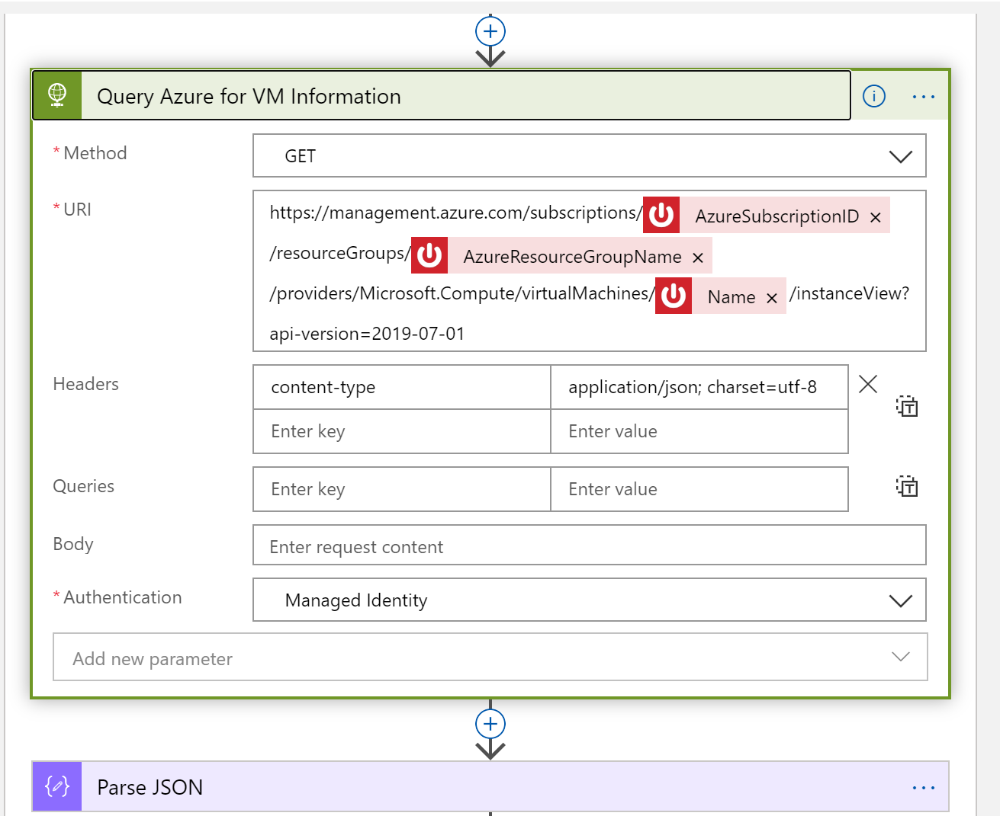 Query Azure for VM Information
* Method
GET
* URI
https://management.azure.com/subscriptions/ AzureSubscriptionID ×
/resourceGroups/ AzureResourceGroupName ×
/providers/Microsoft.Compute/virtualMachines/ Name × /instanceView?
api-version=2019-07-01
Headers
content-type application/json; charset=utf-8
Enter key Enter value
Queries
Enter key Enter value
Body
Enter request content
* Authentication
Managed Identity
Add new parameter
Parse JSON